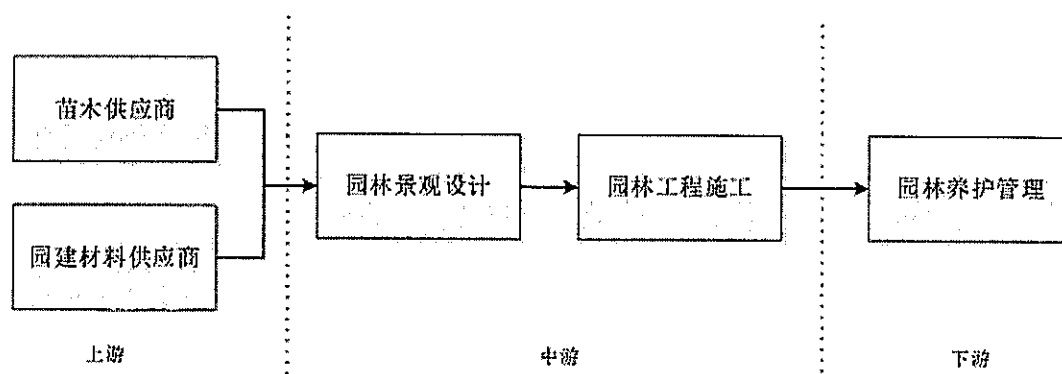 苗木供应商
园建材料供应商
园林景观设计
园林工程施工
园林养护管理
上游
中游
下游